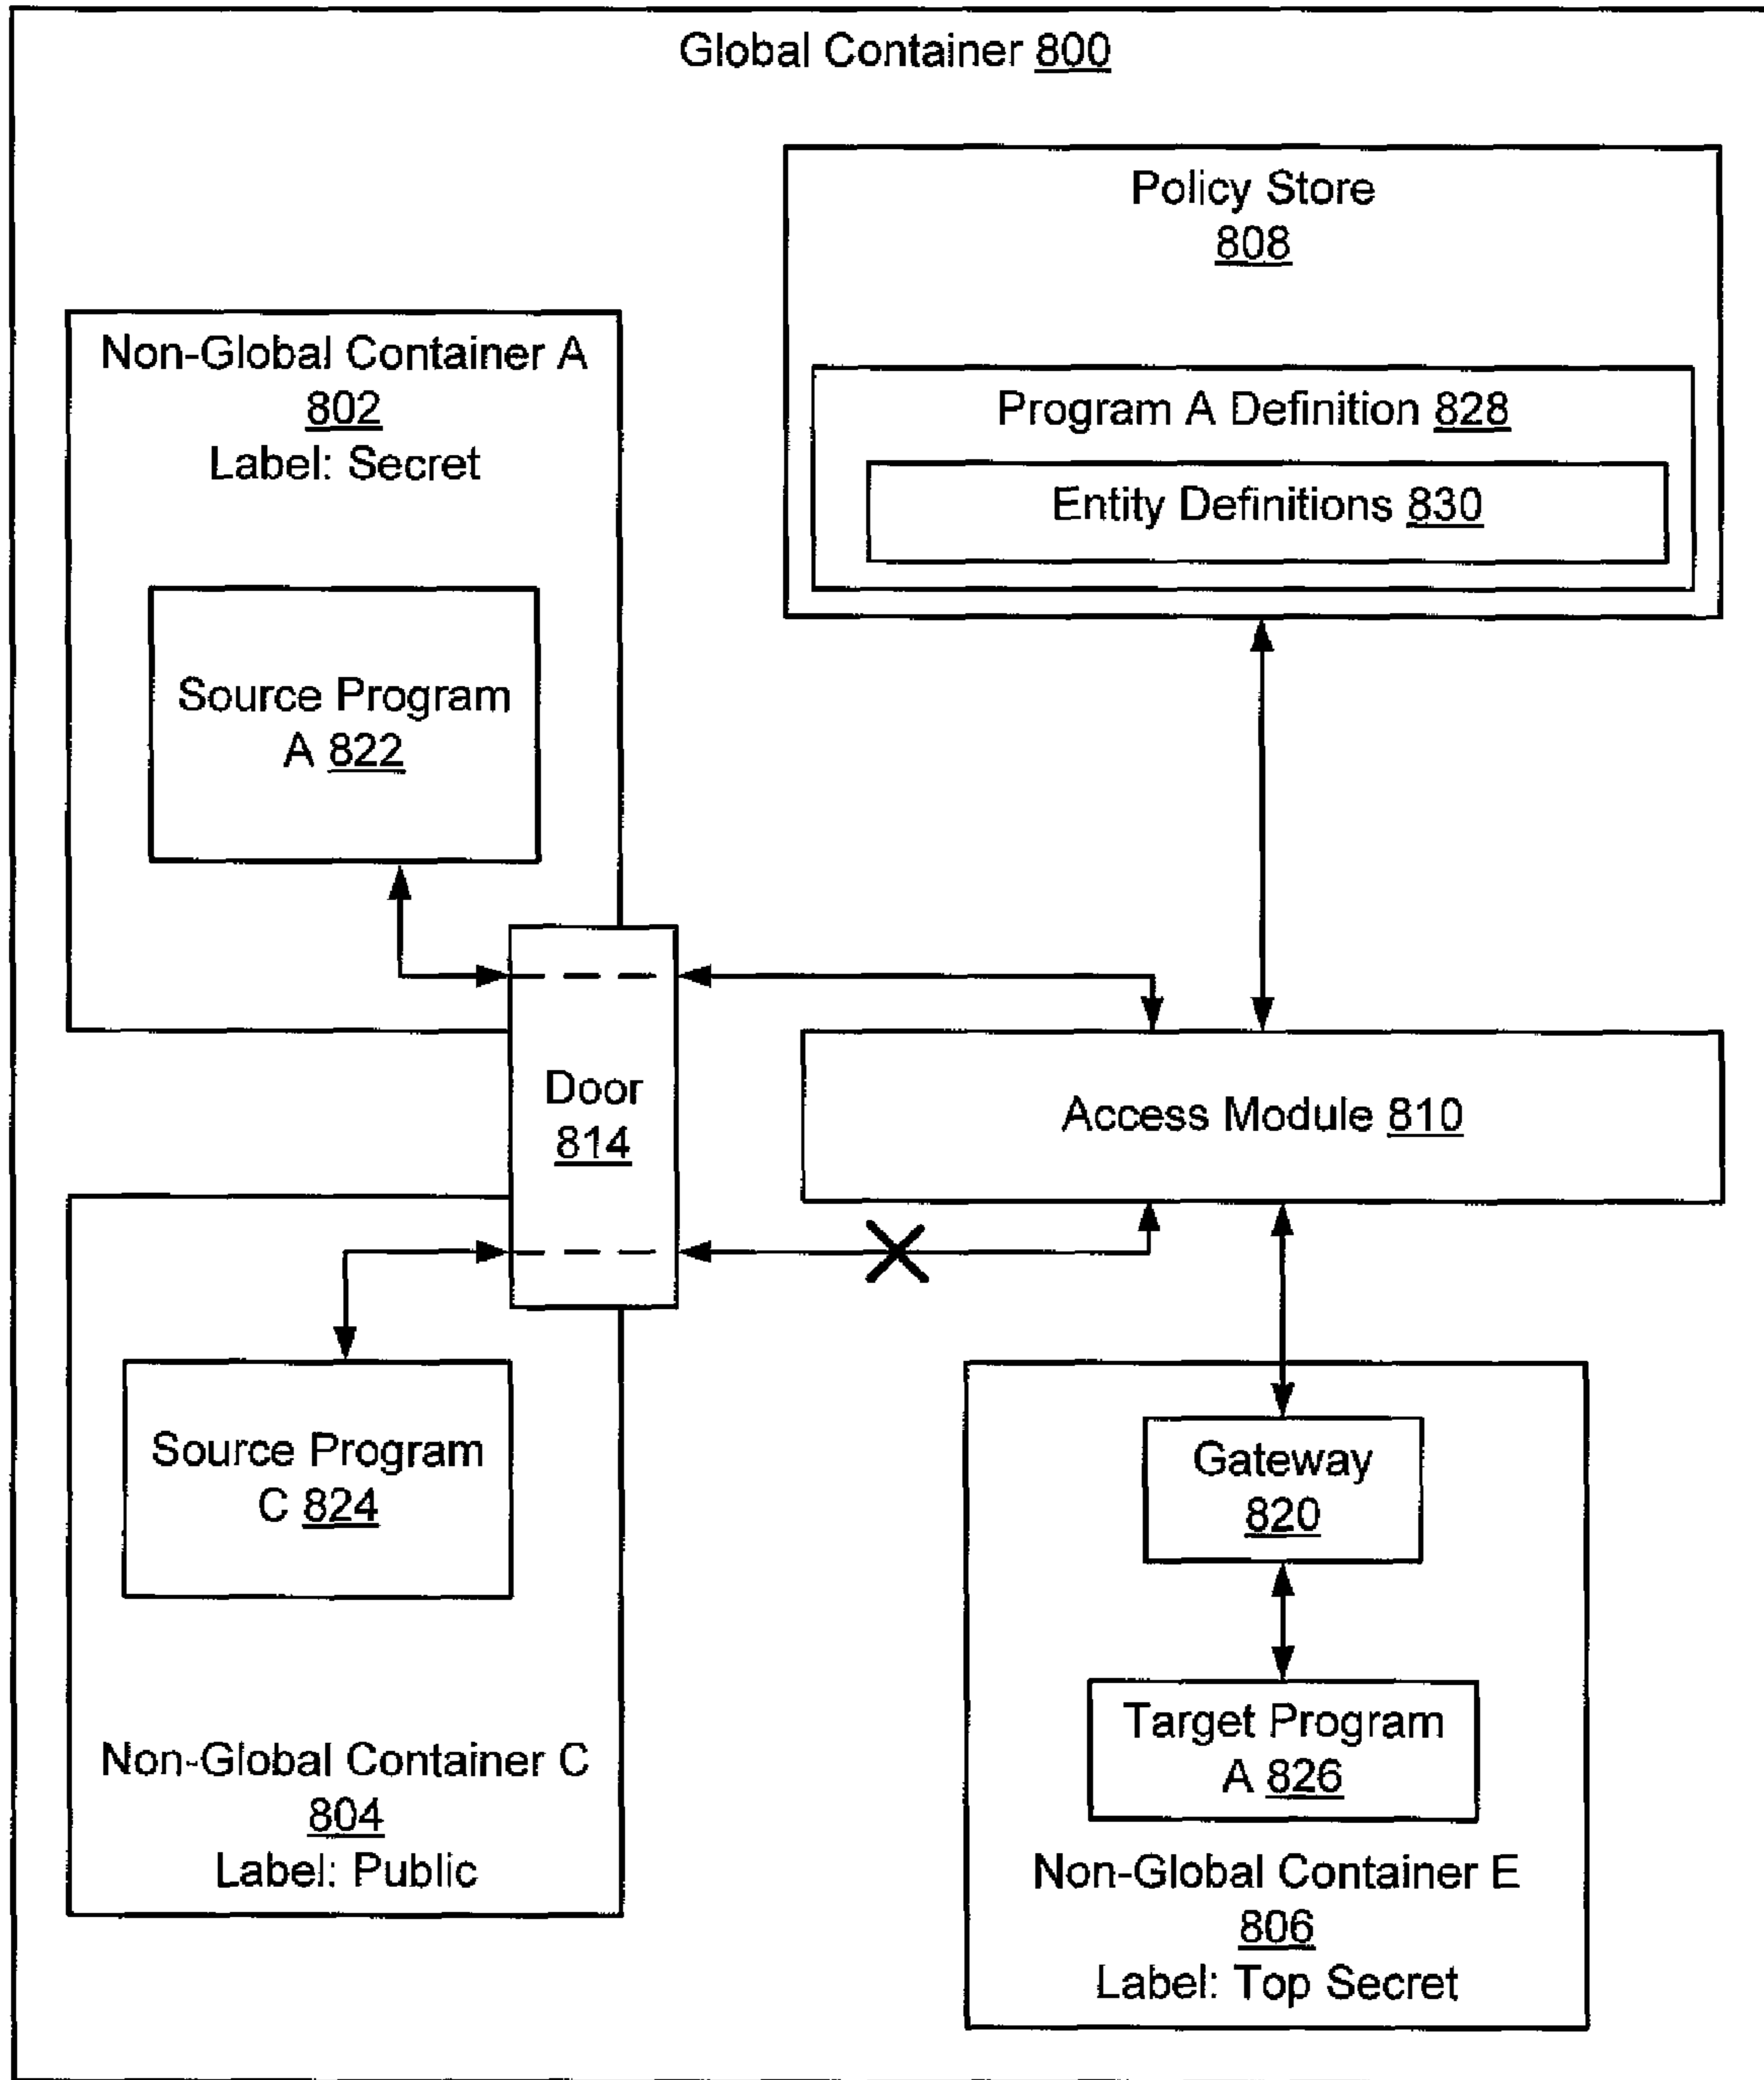 Global Container 800
Policy Store
808
Program A Definition 828
Entity Definitions 830
Non-Global Container A
802
Label: Secret
Source Program
A 822
Door
814
Access Module 810
Source Program
C 824
Non-Global Container C
804
Label: Public
Gateway
820
Target Program
A 826
Non-Global Container E
806
Label: Top Secret